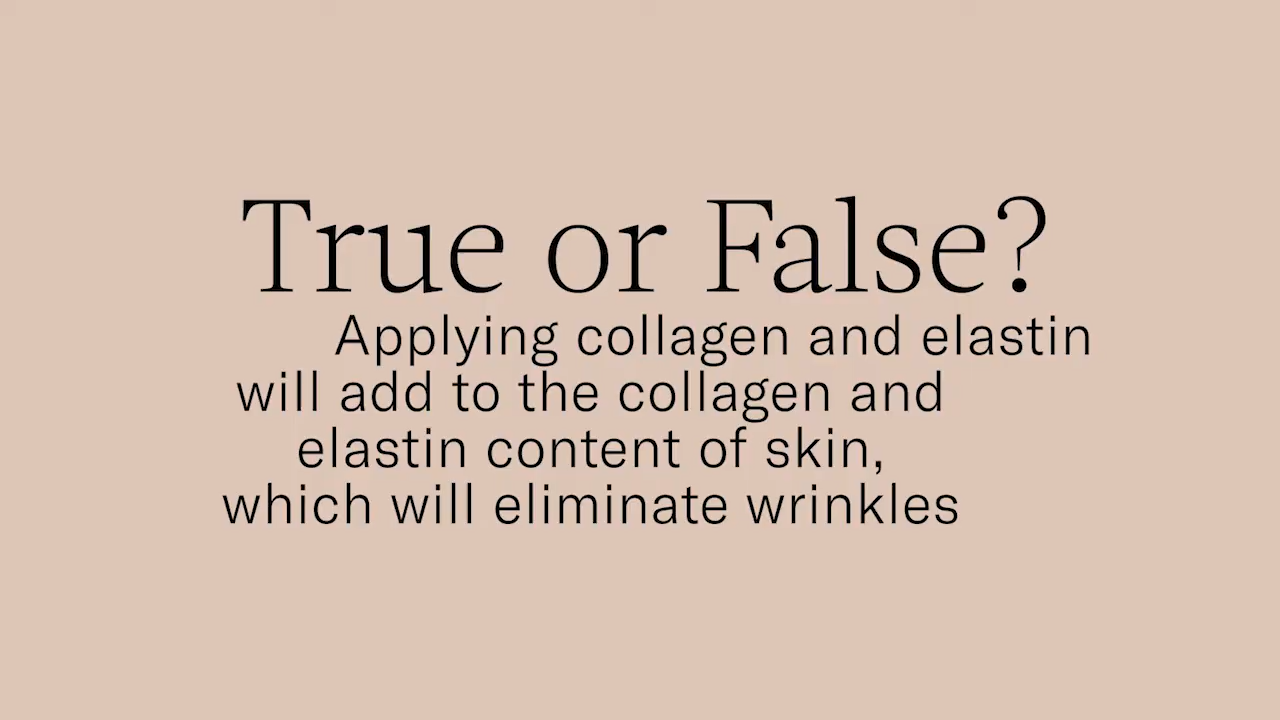 True or False?
Applying collagen and elastin
will add to the collagen and
elastin content of skin,
which will eliminate wrinkles